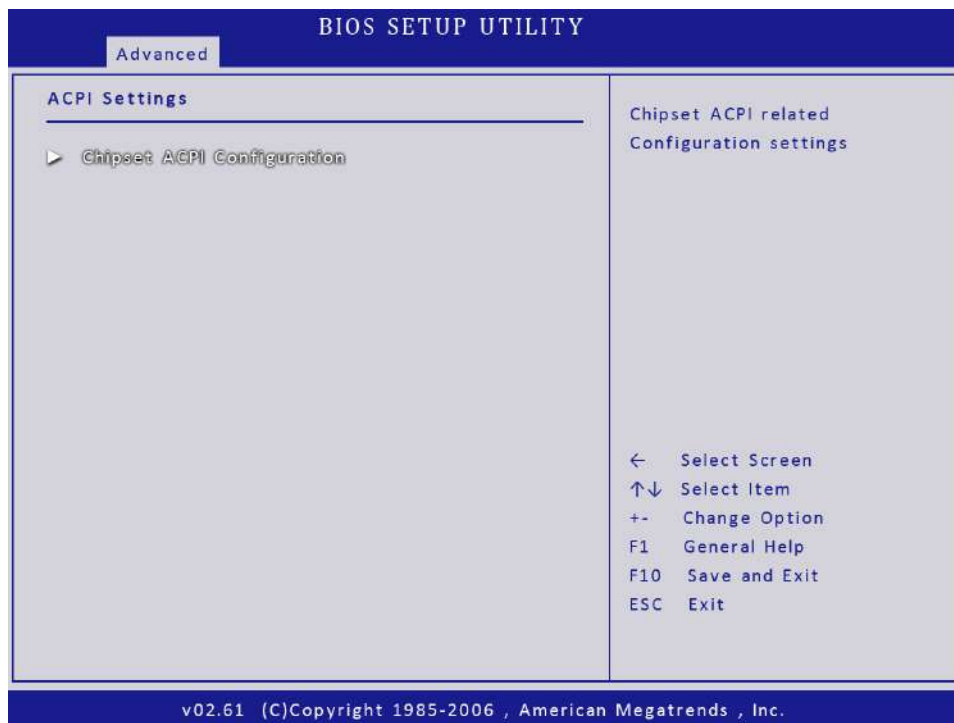 BIOS SETUP UTILITY
Advanced
ACPI Settings
Chipset ACPI Configuration
Chipset ACPI related
Configuration settings
← Select Screen
↑↓ Select Item
+- Change Option
F1 General Help
F10 Save and Exit
ESC Exit
v02.61 (C)Copyright 1985-2006 , American Megatrends , Inc.